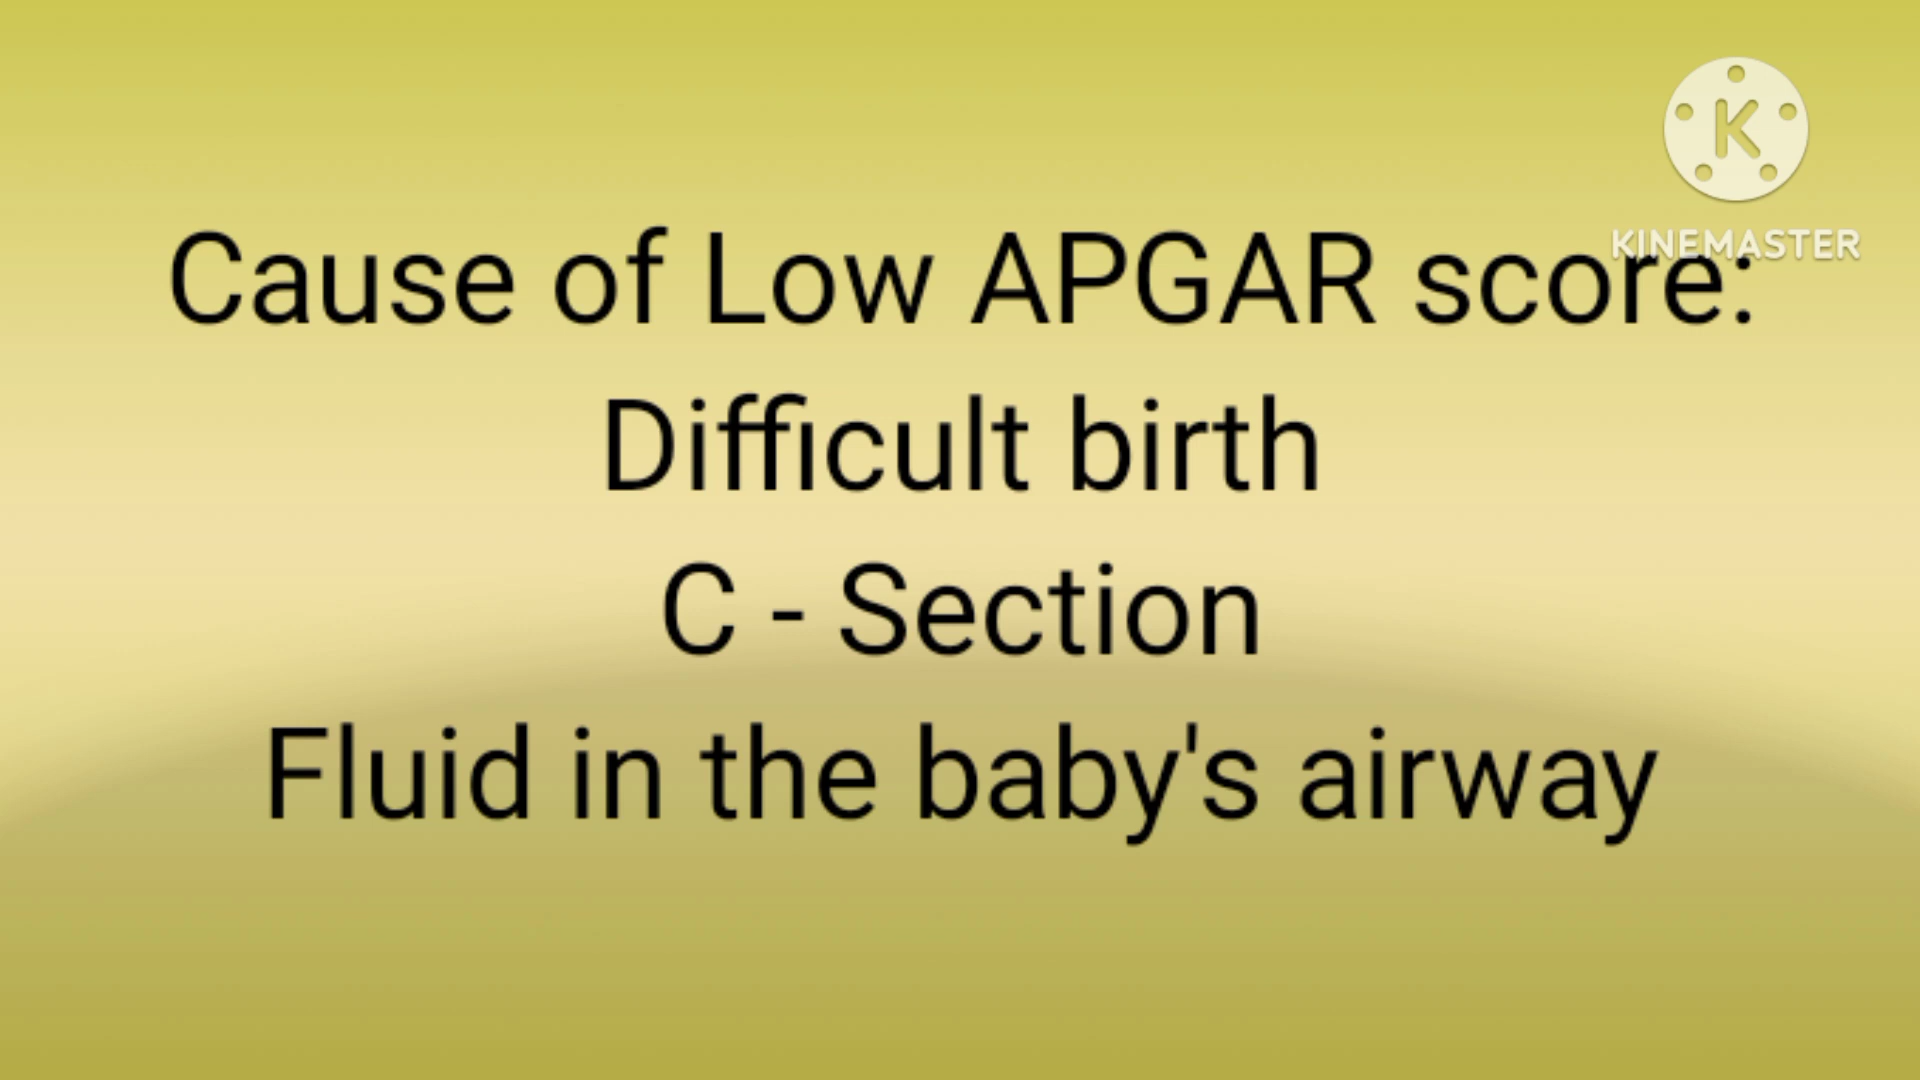 K
KINEMASTER
Cause of Low APGAR score:
Difficult birth
C - Section
Fluid in the baby's airway